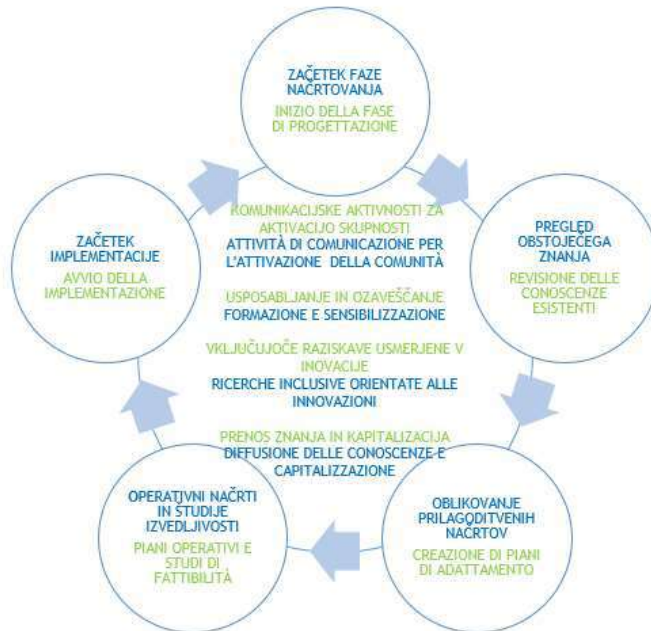 ZAČETEK FAZE
NAČRTOVANJA
INIZIO DELLA FASE
DI PROGETTAZIONE
PREGLED
OBSTOJEČEGA
ZNANJA
REVISIONE DELLE
CONOSCENZE
ESISTENTI
OBLIKOVANJE
PRILAGODITVENIH
NAČRTOV
CREAZIONE DI PIANI
DI ADATTAMENTO
OPERATIVNI NAČRTI
IN ŠTUDIJE
IZVEDLJIVOSTI
PIANI OPERATIVI E
STUDI DI
FATTIBILITÀ
ZAČETEK
IMPLEMENTACIJE
AVVIO DELLA
IMPLEMENTAZIONE
KOMUNIKACIJSKE AKTIVNOSTI ZA
AKTIVACIJO SKUPNOSTI
ATTIVITÀ DI COMUNICAZIONE PER
L'ATTIVAZIONE DELLA COMUNITÀ
USPOSABLJANJE IN OZAVEŠČANJE
FORMAZIONE E SENSIBILIZZAZIONE
VKLJUČUJOČE RAZISKAVE USMERJENE V
INOVACIJE
RICERCHE INCLUSIVE ORIENTATE ALLE
INNOVAZIONI
PRENOS ZNANJA IN KAPITALIZACIJA
DIFFUSIONE DELLE CONOSCENZE E
CAPITALIZZAZIONE